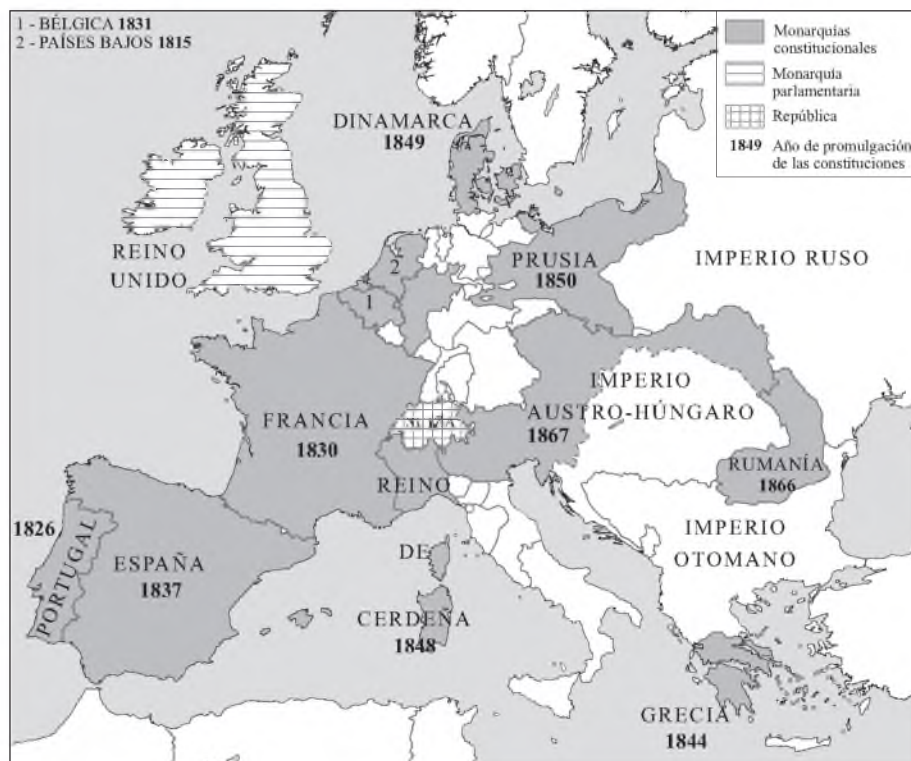 1 - BÉLGICA 1831
2 - PAÍSES BAJOS 1815
Monarquías
constitucionales
Monarquía
parlamentaria
República
1849 Año de promulgación
de las constituciones
DINAMARCA
1849
REINO
UNIDO
2
1
PRUSIA
1850
IMPERIO RUSO
FRANCIA
1830
IMPERIO
AUSTRO-HÚNGARO
1867
RUMANÍA
1866
REINO
DE
CERDEÑA
1848
1826
PORTUGAL
ESPAÑA
1837
IMPERIO
OTOMANO
GRECIA
1844